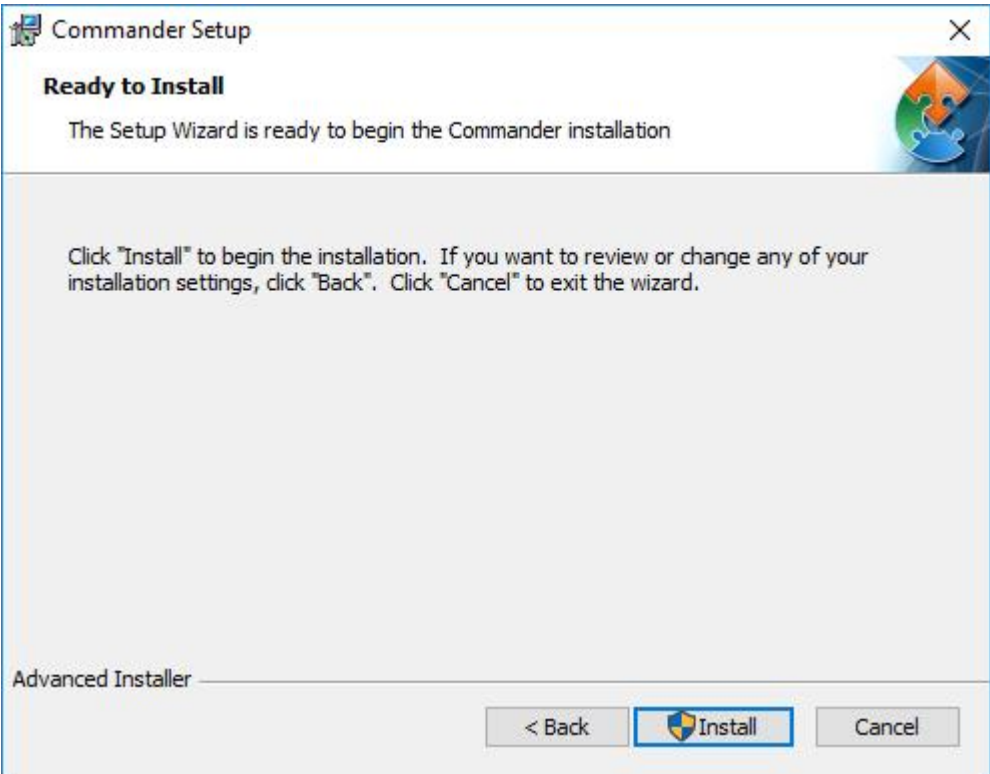 Commander Setup
Ready to Install
The Setup Wizard is ready to begin the Commander installation
Click "Install" to begin the installation.  If you want to review or change any of your
installation settings, click "Back".  Click "Cancel" to exit the wizard.
Advanced Installer
< Back
Install
Cancel